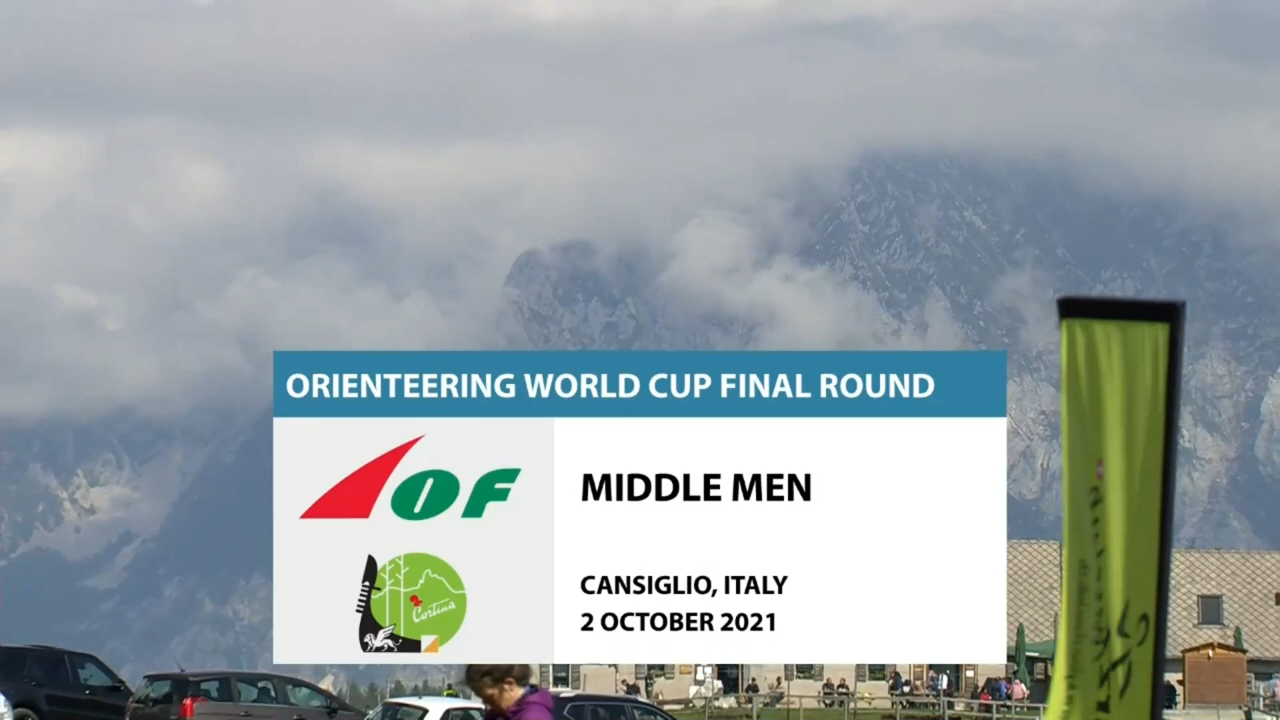 ORIENTEERING WORLD CUP FINAL ROUND
IOF
MIDDLE MEN
Cortina
CANSIGLIO, ITALY
2 OCTOBER 2021